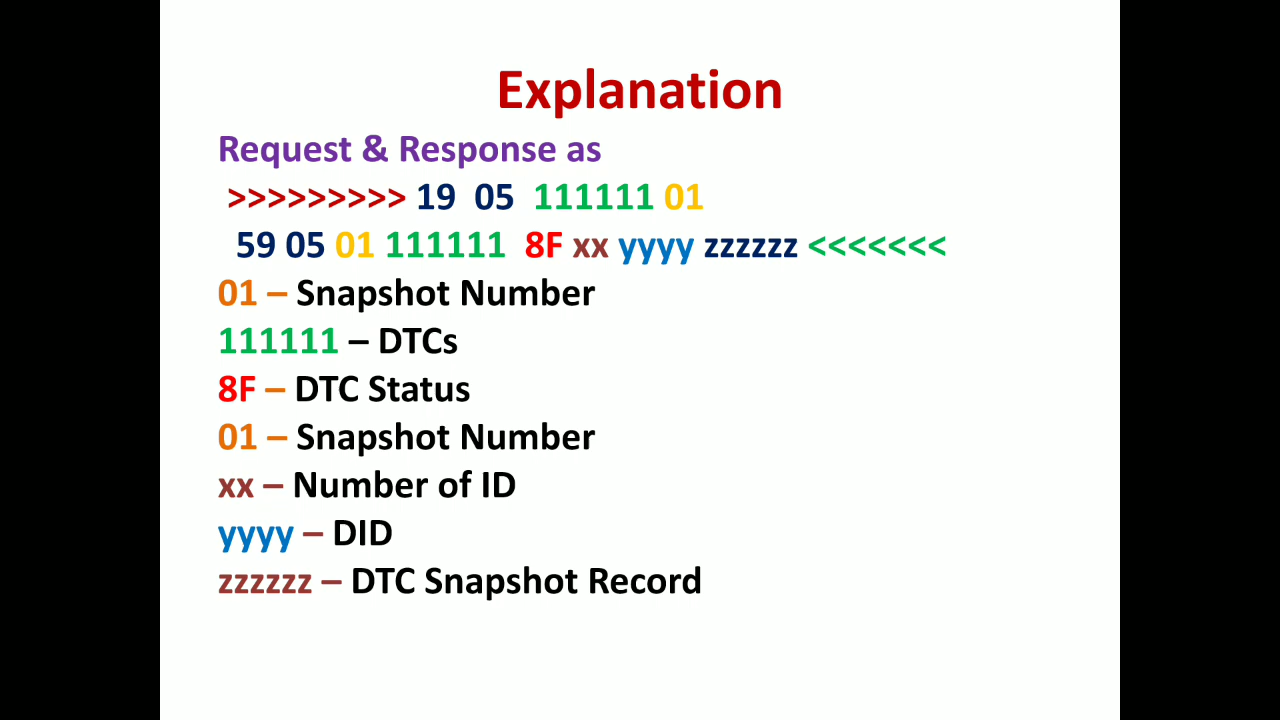 Explanation
Request & Response as
>>>>>>>>> 19 05 111111 01
59 05 01 111111 8F xx yyyy zzzzzz <<<<<<<
01 – Snapshot Number
111111 – DTCs
8F – DTC Status
01 – Snapshot Number
xx – Number of ID
yyyy – DID
zzzzzz – DTC Snapshot Record